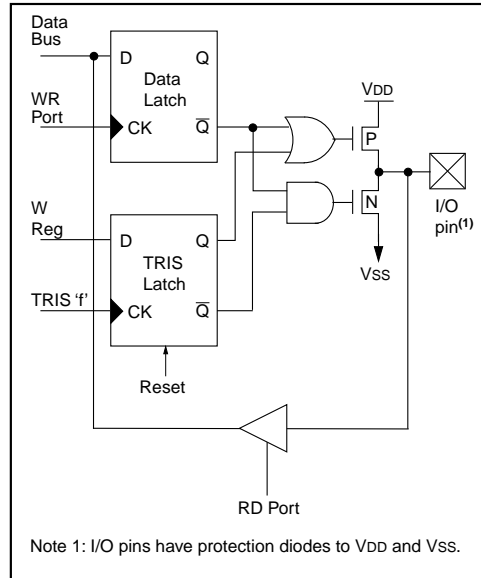 Data
Bus
D
Q
Data
Latch
WR
Port
CK
Q̅
VDD
P
N
I/O
pin(1)
VSS
W
Reg
D
Q
TRIS
Latch
TRIS 'f'
CK
Q̅
Reset
RD Port
Note 1: I/O pins have protection diodes to VDD and VSS.